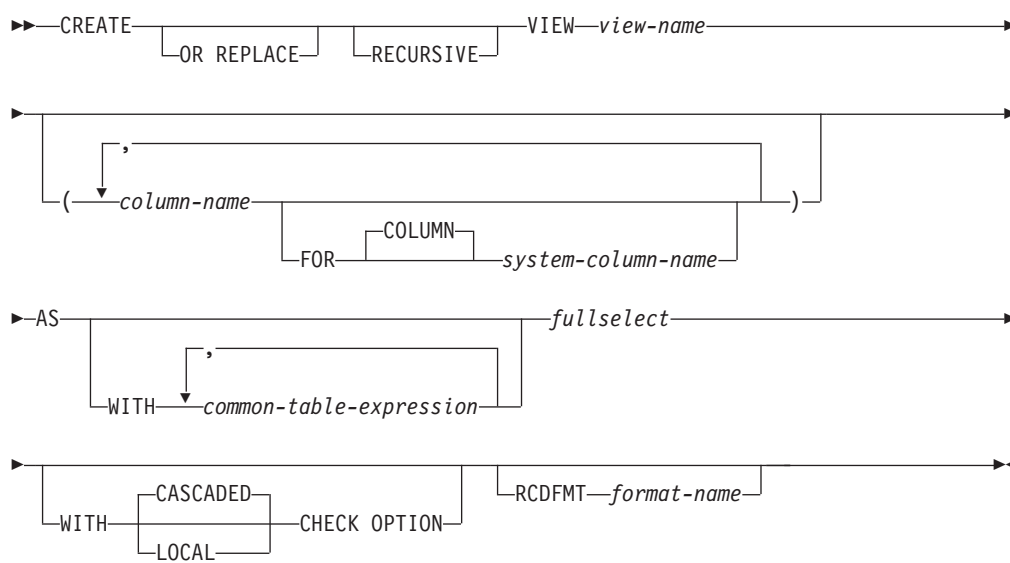 CREATE OR REPLACE RECURSIVE VIEW view-name
,
( column-name )
FOR COLUMN system-column-name
AS fullselect
,
WITH common-table-expression
WITH CASCADED CHECK OPTION RCDFMT format-name
LOCAL